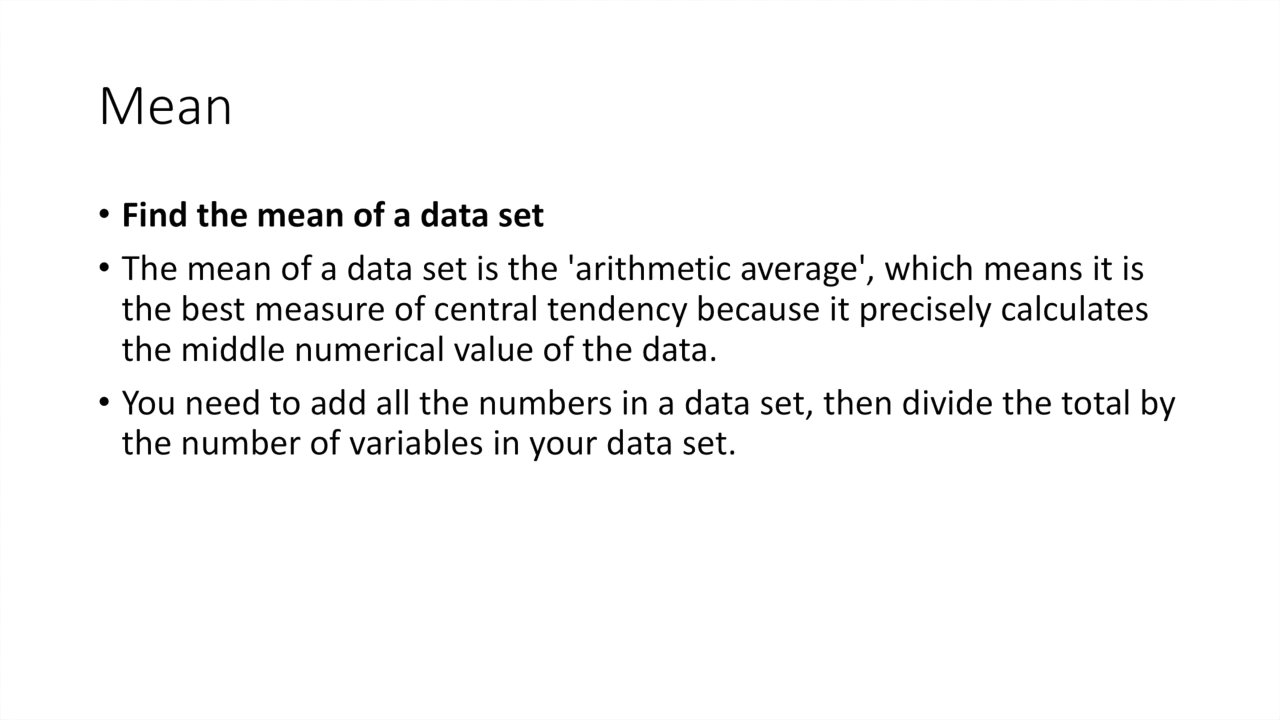 Mean
• Find the mean of a data set
• The mean of a data set is the 'arithmetic average', which means it is
the best measure of central tendency because it precisely calculates
the middle numerical value of the data.
• You need to add all the numbers in a data set, then divide the total by
the number of variables in your data set.